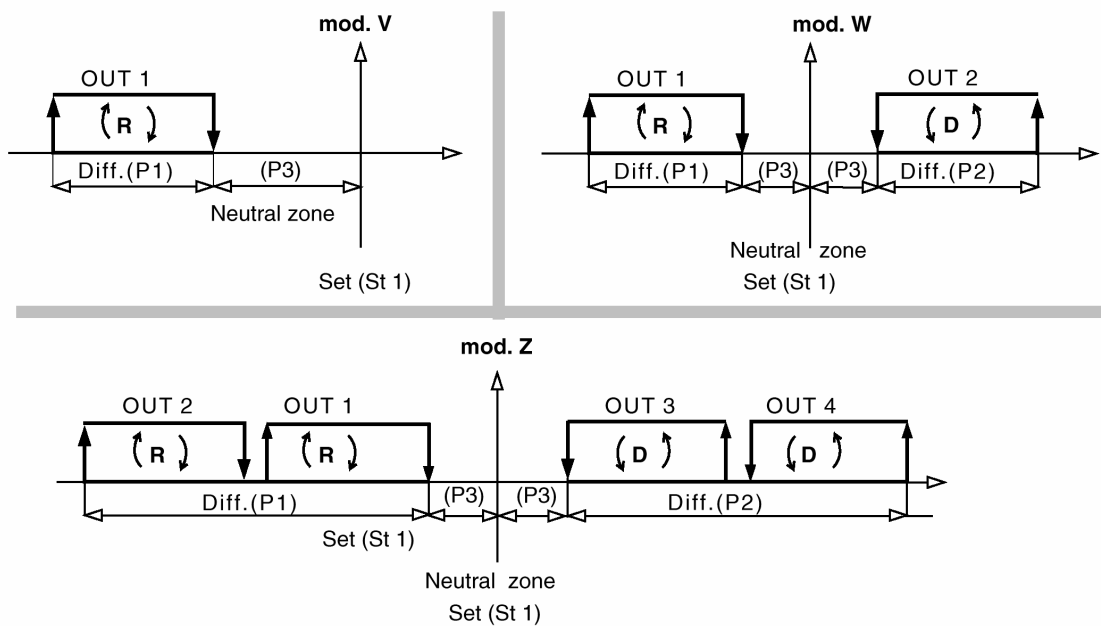 mod. V
OUT 1
R
Diff.(P1)
(P3)
Neutral zone
Set (St 1)
mod. W
OUT 1
OUT 2
R
D
Diff.(P1)
(P3)
(P3)
Diff.(P2)
Neutral zone
Set (St 1)
mod. Z
OUT 2
OUT 1
OUT 3
OUT 4
R
R
D
D
Diff.(P1)
(P3)
(P3)
Diff.(P2)
Set (St 1)
Neutral zone
Set (St 1)